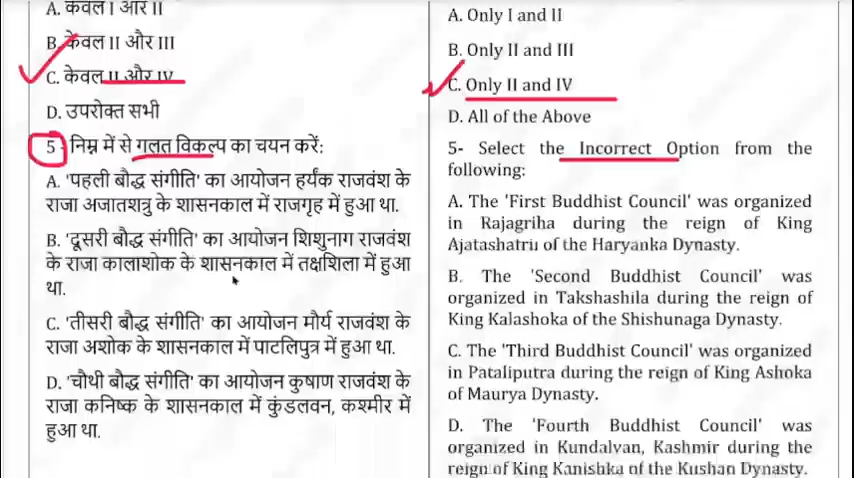 A. केवल I और II
B. केवल II और III
C. केवल II और IV
D. उपरोक्त सभी
5- निम्न में से गलत विकल्प का चयन करें:
A. 'पहली बौद्ध संगीति' का आयोजन हर्यंक राजवंश के
राजा अजातशत्रु के शासनकाल में राजगृह में हुआ था.
B. 'दूसरी बौद्ध संगीति' का आयोजन शिशुनाग राजवंश
के राजा कालाशोक के शासनकाल में तक्षशिला में हुआ
था.
C. 'तीसरी बौद्ध संगीति' का आयोजन मौर्य राजवंश के
राजा अशोक के शासनकाल में पाटलिपुत्र में हुआ था.
D. 'चौथी बौद्ध संगीति' का आयोजन कुषाण राजवंश के
राजा कनिष्क के शासनकाल में कुंडलवन, कश्मीर में
हुआ था.
A. Only I and II
B. Only II and III
C. Only II and IV
D. All of the Above
5- Select the Incorrect Option from the
following:
A. The 'First Buddhist Council' was organized
in Rajagriha during the reign of King
Ajatashatru of the Haryanka Dynasty.
B. The 'Second Buddhist Council' was
organized in Takshashila during the reign of
King Kalashoka of the Shishunaga Dynasty.
C. The 'Third Buddhist Council' was organized
in Pataliputra during the reign of King Ashoka
of Maurya Dynasty.
D. The 'Fourth Buddhist Council' was
organized in Kundalvan, Kashmir during the
reign of King Kanishka of the Kushan Dynasty.